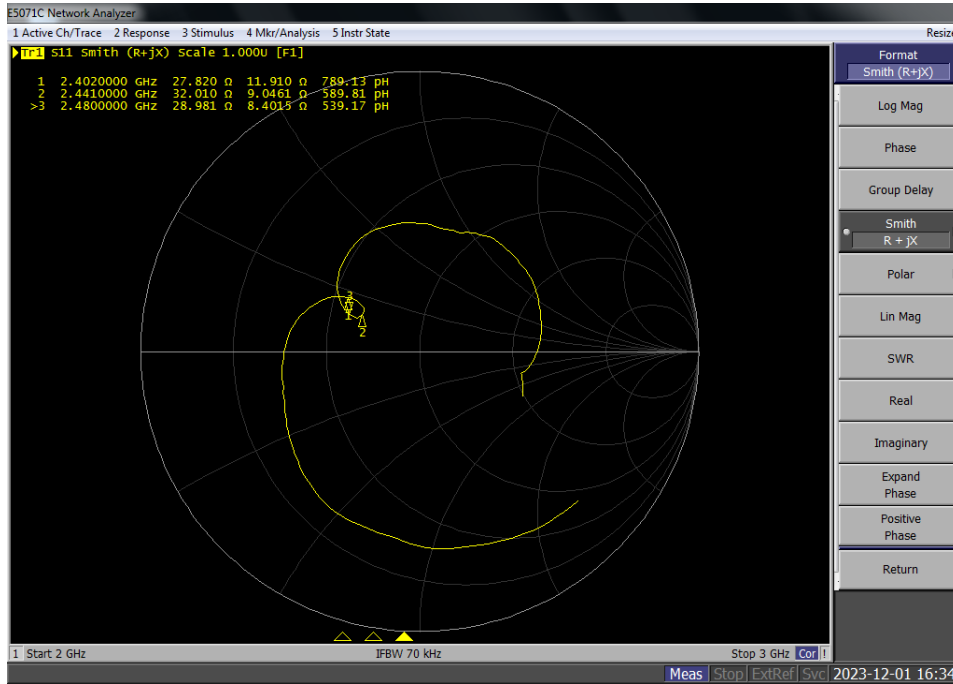 E5071C Network Analyzer
1 Active Ch/Trace 2 Response 3 Stimulus 4 Mkr/Analysis 5 Instr State
Tr1 S11 Smith (R+jX) Scale 1.000U [F1]
1 2.4020000 GHz 27.820 Ω 11.910 Ω 789.13 pH
2 2.4410000 GHz 32.010 Ω 9.0461 Ω 589.81 pH
>3 2.4800000 GHz 28.981 Ω 8.4015 Ω 539.17 pH
3
1
2
1 Start 2 GHz
IFBW 70 kHz
Stop 3 GHz Cor !
Resize
Format
Smith (R+jX)
Log Mag
Phase
Group Delay
Smith
R + jX
Polar
Lin Mag
SWR
Real
Imaginary
Expand
Phase
Positive
Phase
Return
Meas Stop ExtRef Svc 2023-12-01 16:34